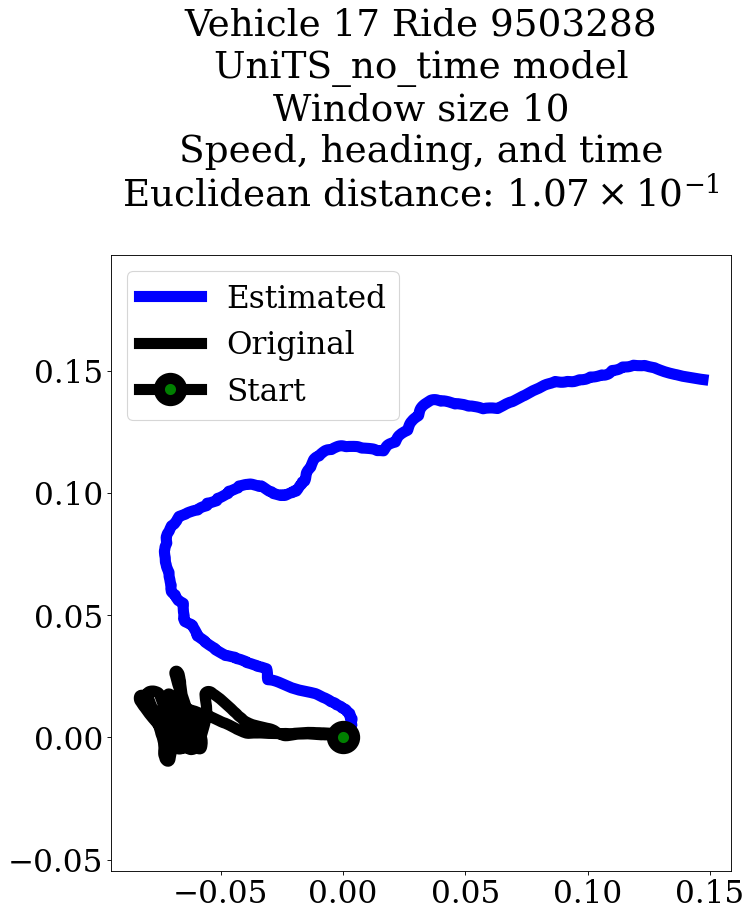 Vehicle 17 Ride 9503288
UniTS_no_time model
Window size 10
Speed, heading, and time
Euclidean distance: 1.07 × 10⁻¹
Estimated
Original
Start
0.15
0.10
0.05
0.00
−0.05
−0.05 0.00 0.05 0.10 0.15